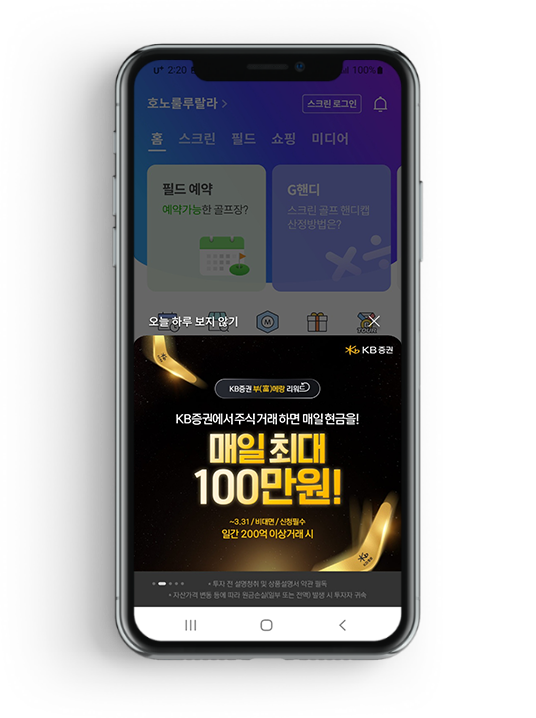 U+ 2:20
100%
호노룰루랄라 >
스크린 로그인
홈 스크린 필드 쇼핑 미디어
필드 예약
예약가능한 골프장?
G핸디
스크린 골프 핸디캡
산정방법은?
M
TOUR
오늘 하루 보지 않기
KB증권
KB증권 부(富)메랑 리워드
KB증권에서 주식 거래하면 매일 현금을!
매일 최대
100만원!
~3.31 / 비대면 / 신청필수
일간 200억 이상거래 시
• 투자 전 설명청취 및 상품설명서 약관 필독
• 자산가격 변동 등에 따라 원금손실(일부 또는 전액) 발생 시 투자자 귀속